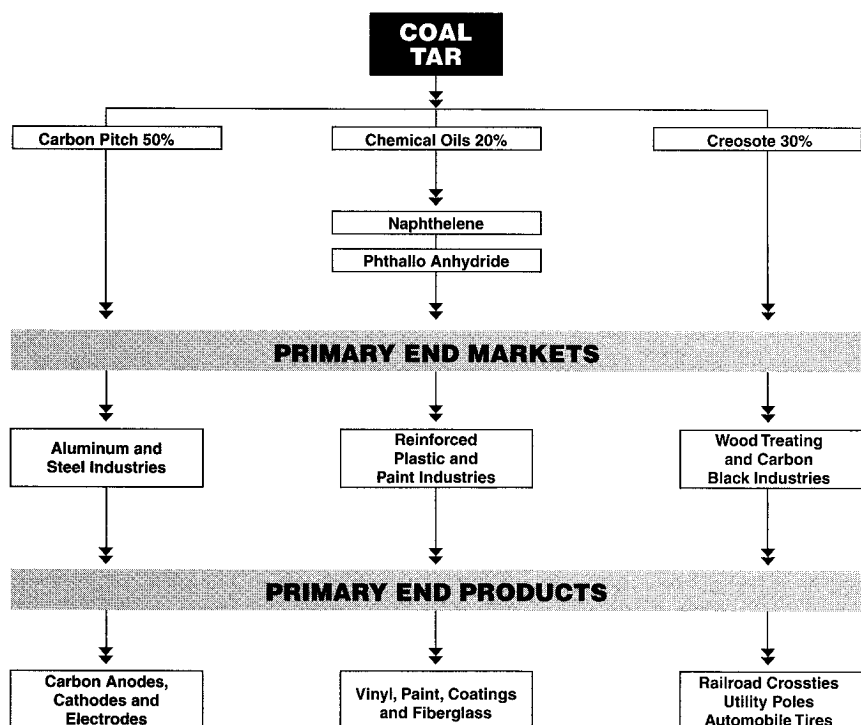 COAL
TAR
Carbon Pitch 50%
Chemical Oils 20%
Creosote 30%
Naphthelene
Phthallo Anhydride
PRIMARY END MARKETS
Aluminum and
Steel Industries
Reinforced
Plastic and
Paint Industries
Wood Treating
and Carbon
Black Industries
PRIMARY END PRODUCTS
Carbon Anodes,
Cathodes and
Electrodes
Vinyl, Paint, Coatings
and Fiberglass
Railroad Crossties
Utility Poles
Automobile Tires